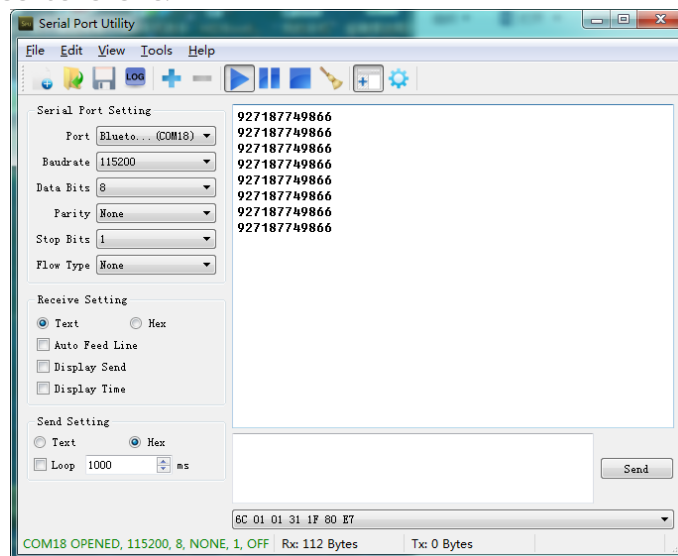 Serial Port Utility
File Edit View Tools Help
LOG
Serial Port Setting
Port Blueto... (COM18)
Baudrate 115200
Data Bits 8
Parity None
Stop Bits 1
Flow Type None
Receive Setting
Text Hex
Auto Feed Line
Display Send
Display Time
Send Setting
Text Hex
Loop 1000 ms
927187749866
927187749866
927187749866
927187749866
927187749866
927187749866
927187749866
927187749866
Send
6C 01 01 31 1F 80 E7
COM18 OPENED, 115200, 8, NONE, 1, OFF Rx: 112 Bytes Tx: 0 Bytes